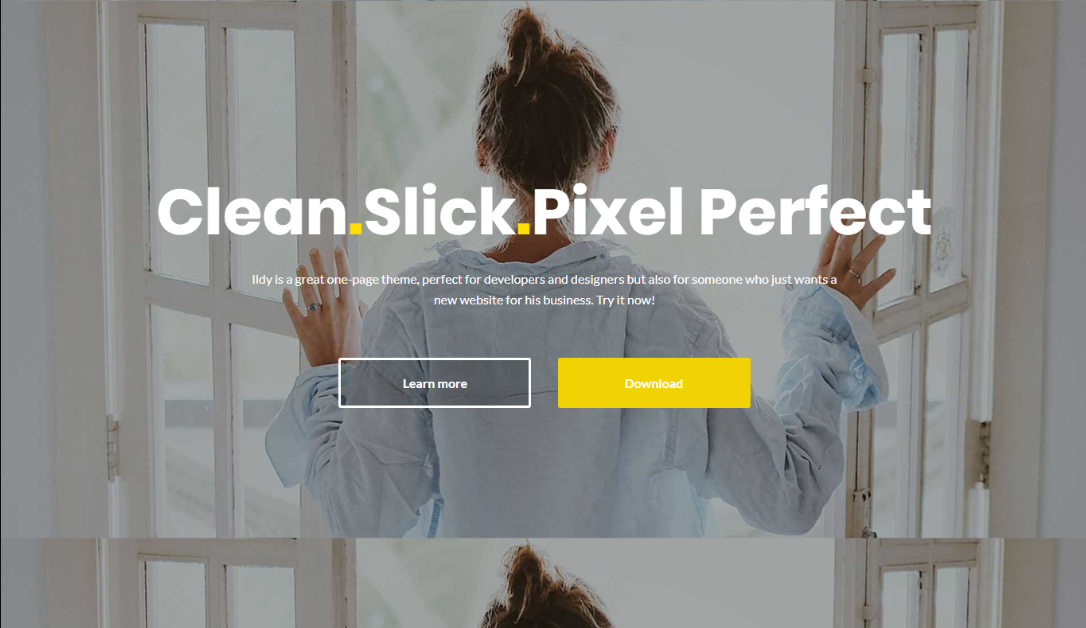 Clean.Slick.Pixel Perfect
Ildy is a great one-page theme, perfect for developers and designers but also for someone who just wants a
new website for his business. Try it now!
Learn more
Download